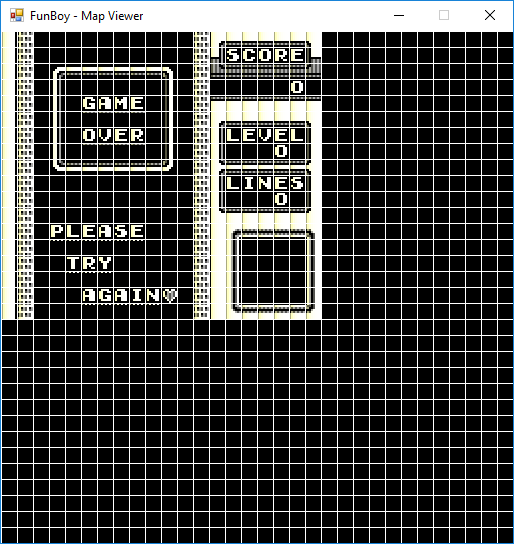 FunBoy - Map Viewer
SCORE
0
GAME
OVER
LEVEL
0
LINES
0
PLEASE
TRY
AGAIN♥